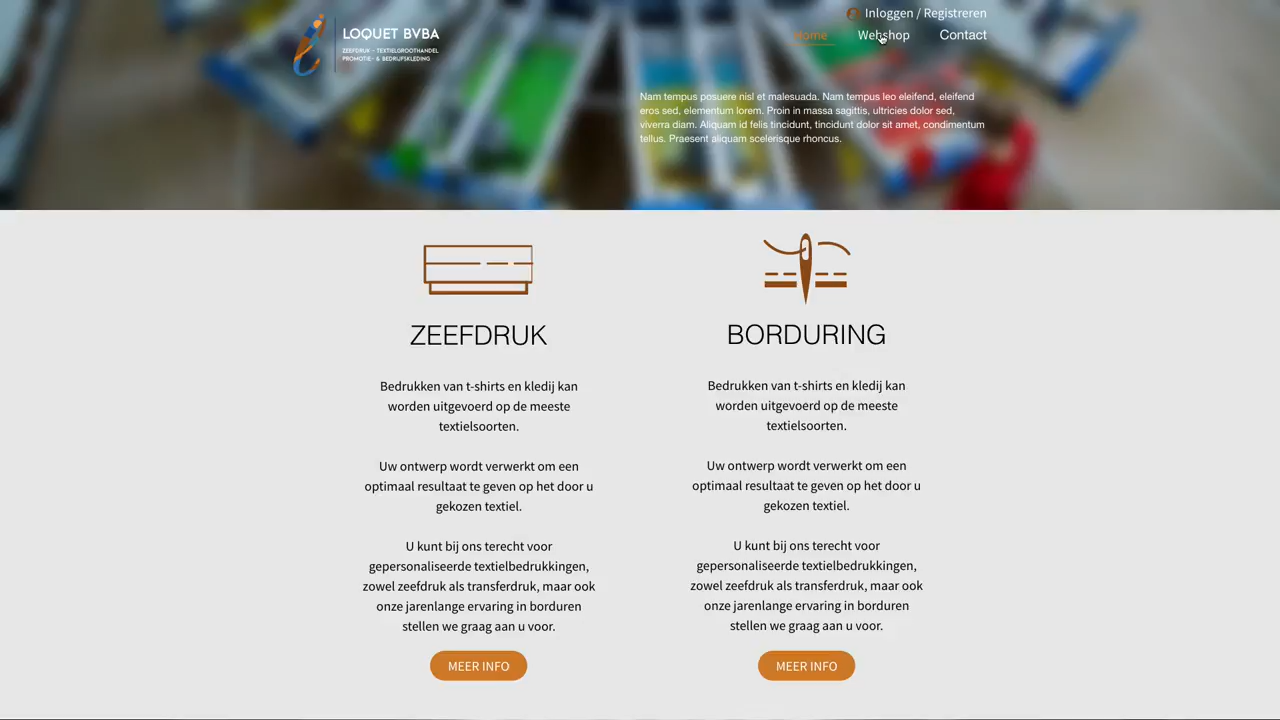 Inloggen / Registreren
LOQUET BVBA
ZEEFDRUK - TEXTIELGROOTHANDEL
PROMOTIE- & BEDRIJFSKLEDING
Home
Webshop
Contact
Nam tempus posuere nisl et malesuada. Nam tempus leo eleifend, eleifend
eros sed, elementum lorem. Proin in massa sagittis, ultricies dolor sed,
viverra diam. Aliquam id felis tincidunt, tincidunt dolor sit amet, condimentum
tellus. Praesent aliquam scelerisque rhoncus.
ZEEFDRUK
Bedrukken van t-shirts en kledij kan
worden uitgevoerd op de meeste
textielsoorten.
Uw ontwerp wordt verwerkt om een
optimaal resultaat te geven op het door u
gekozen textiel.
U kunt bij ons terecht voor
gepersonaliseerde textielbedrukkingen,
zowel zeefdruk als transferdruk, maar ook
onze jarenlange ervaring in borduren
stellen we graag aan u voor.
MEER INFO
BORDURING
Bedrukken van t-shirts en kledij kan
worden uitgevoerd op de meeste
textielsoorten.
Uw ontwerp wordt verwerkt om een
optimaal resultaat te geven op het door u
gekozen textiel.
U kunt bij ons terecht voor
gepersonaliseerde textielbedrukkingen,
zowel zeefdruk als transferdruk, maar ook
onze jarenlange ervaring in borduren
stellen we graag aan u voor.
MEER INFO